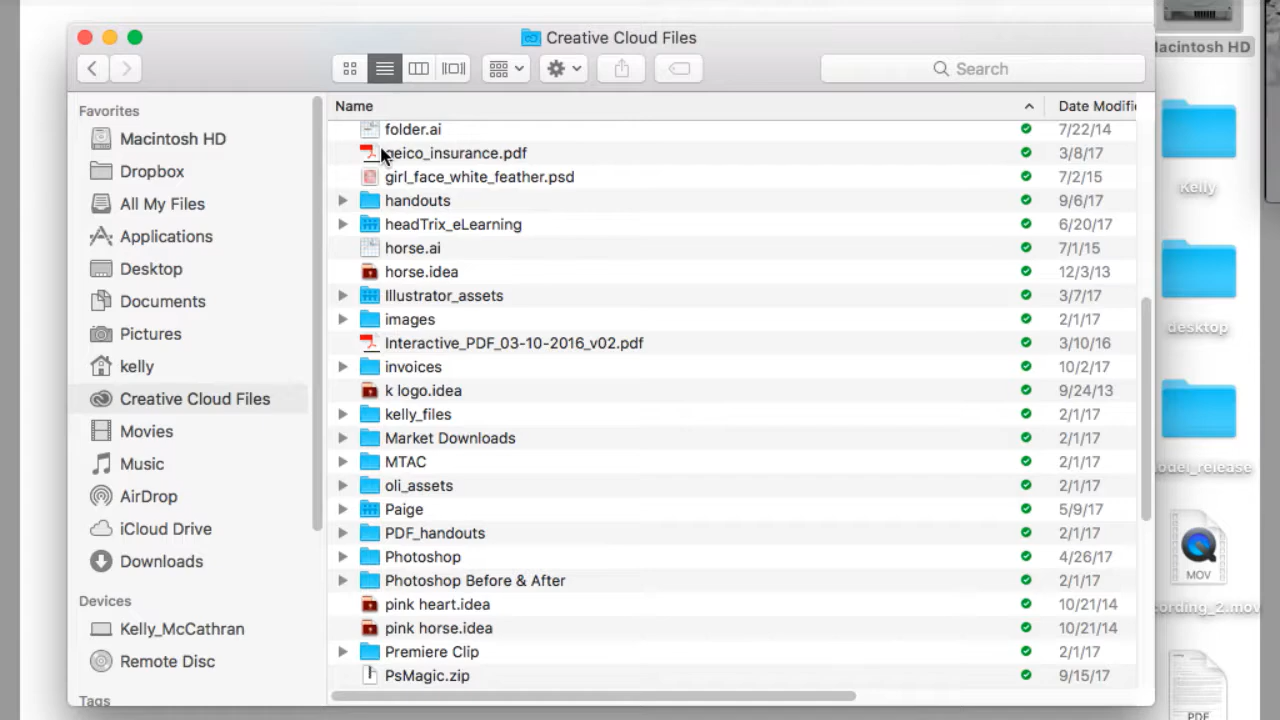 Creative Cloud Files
Search
Macintosh HD
Favorites
Macintosh HD
Dropbox
All My Files
Applications
Desktop
Documents
Pictures
kelly
Creative Cloud Files
Movies
Music
AirDrop
iCloud Drive
Downloads
Devices
Kelly_McCathran
Remote Disc
Tags
Name Date Modifie
folder.ai 7/22/14
geico_insurance.pdf 3/8/17
girl_face_white_feather.psd 7/2/15
handouts 9/6/17
headTrix_eLearning 6/20/17
horse.ai 7/1/15
horse.idea 12/3/13
Illustrator_assets 3/7/17
images 2/1/17
Interactive_PDF_03-10-2016_v02.pdf 3/10/16
invoices 10/2/17
k logo.idea 9/24/13
kelly_files 2/1/17
Market Downloads 2/1/17
MTAC 2/1/17
oli_assets 2/1/17
Paige 5/9/17
PDF_handouts 2/1/17
Photoshop 4/26/17
Photoshop Before & After 2/1/17
pink heart.idea 10/21/14
pink horse.idea 10/21/14
Premiere Clip 2/1/17
PsMagic.zip 9/15/17
Kelly
desktop
odel_release
MOV
cording_2.mov
PDF